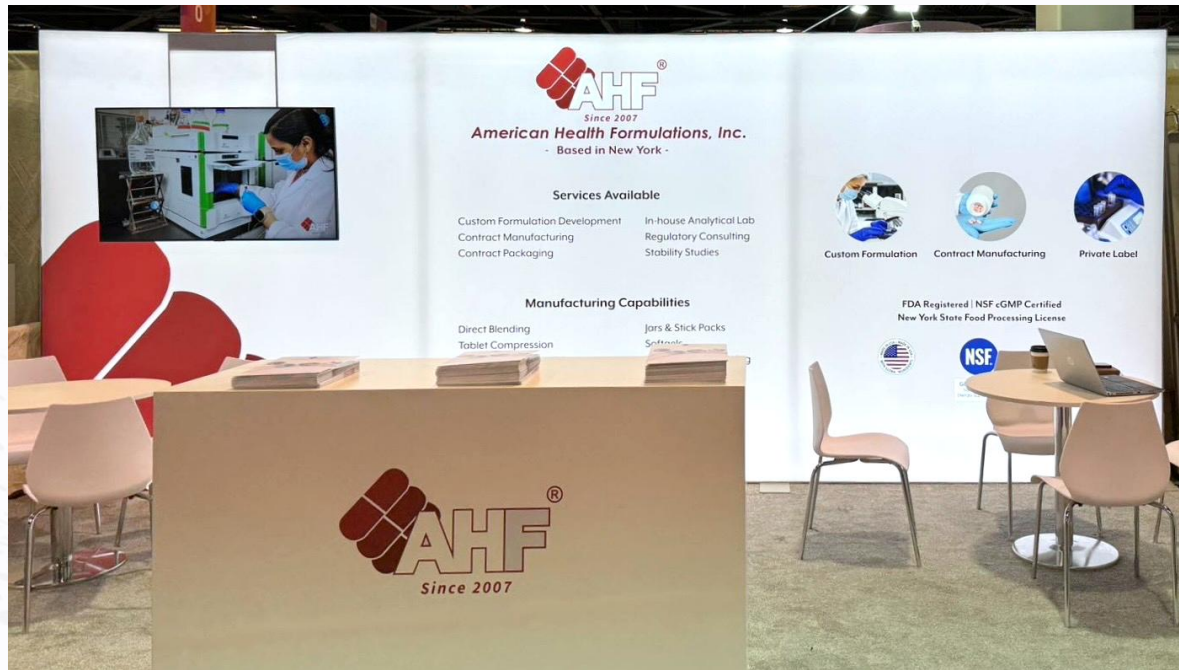 0
AHF®
Since 2007
American Health Formulations, Inc.
- Based in New York -
Services Available
Custom Formulation Development
Contract Manufacturing
Contract Packaging
In-house Analytical Lab
Regulatory Consulting
Stability Studies
Manufacturing Capabilities
Direct Blending
Tablet Compression
Jars & Stick Packs
Softgels
Custom Formulation
Contract Manufacturing
Private Label
FDA Registered | NSF cGMP Certified
New York State Food Processing License
NSF
AHF
AHF®
Since 2007